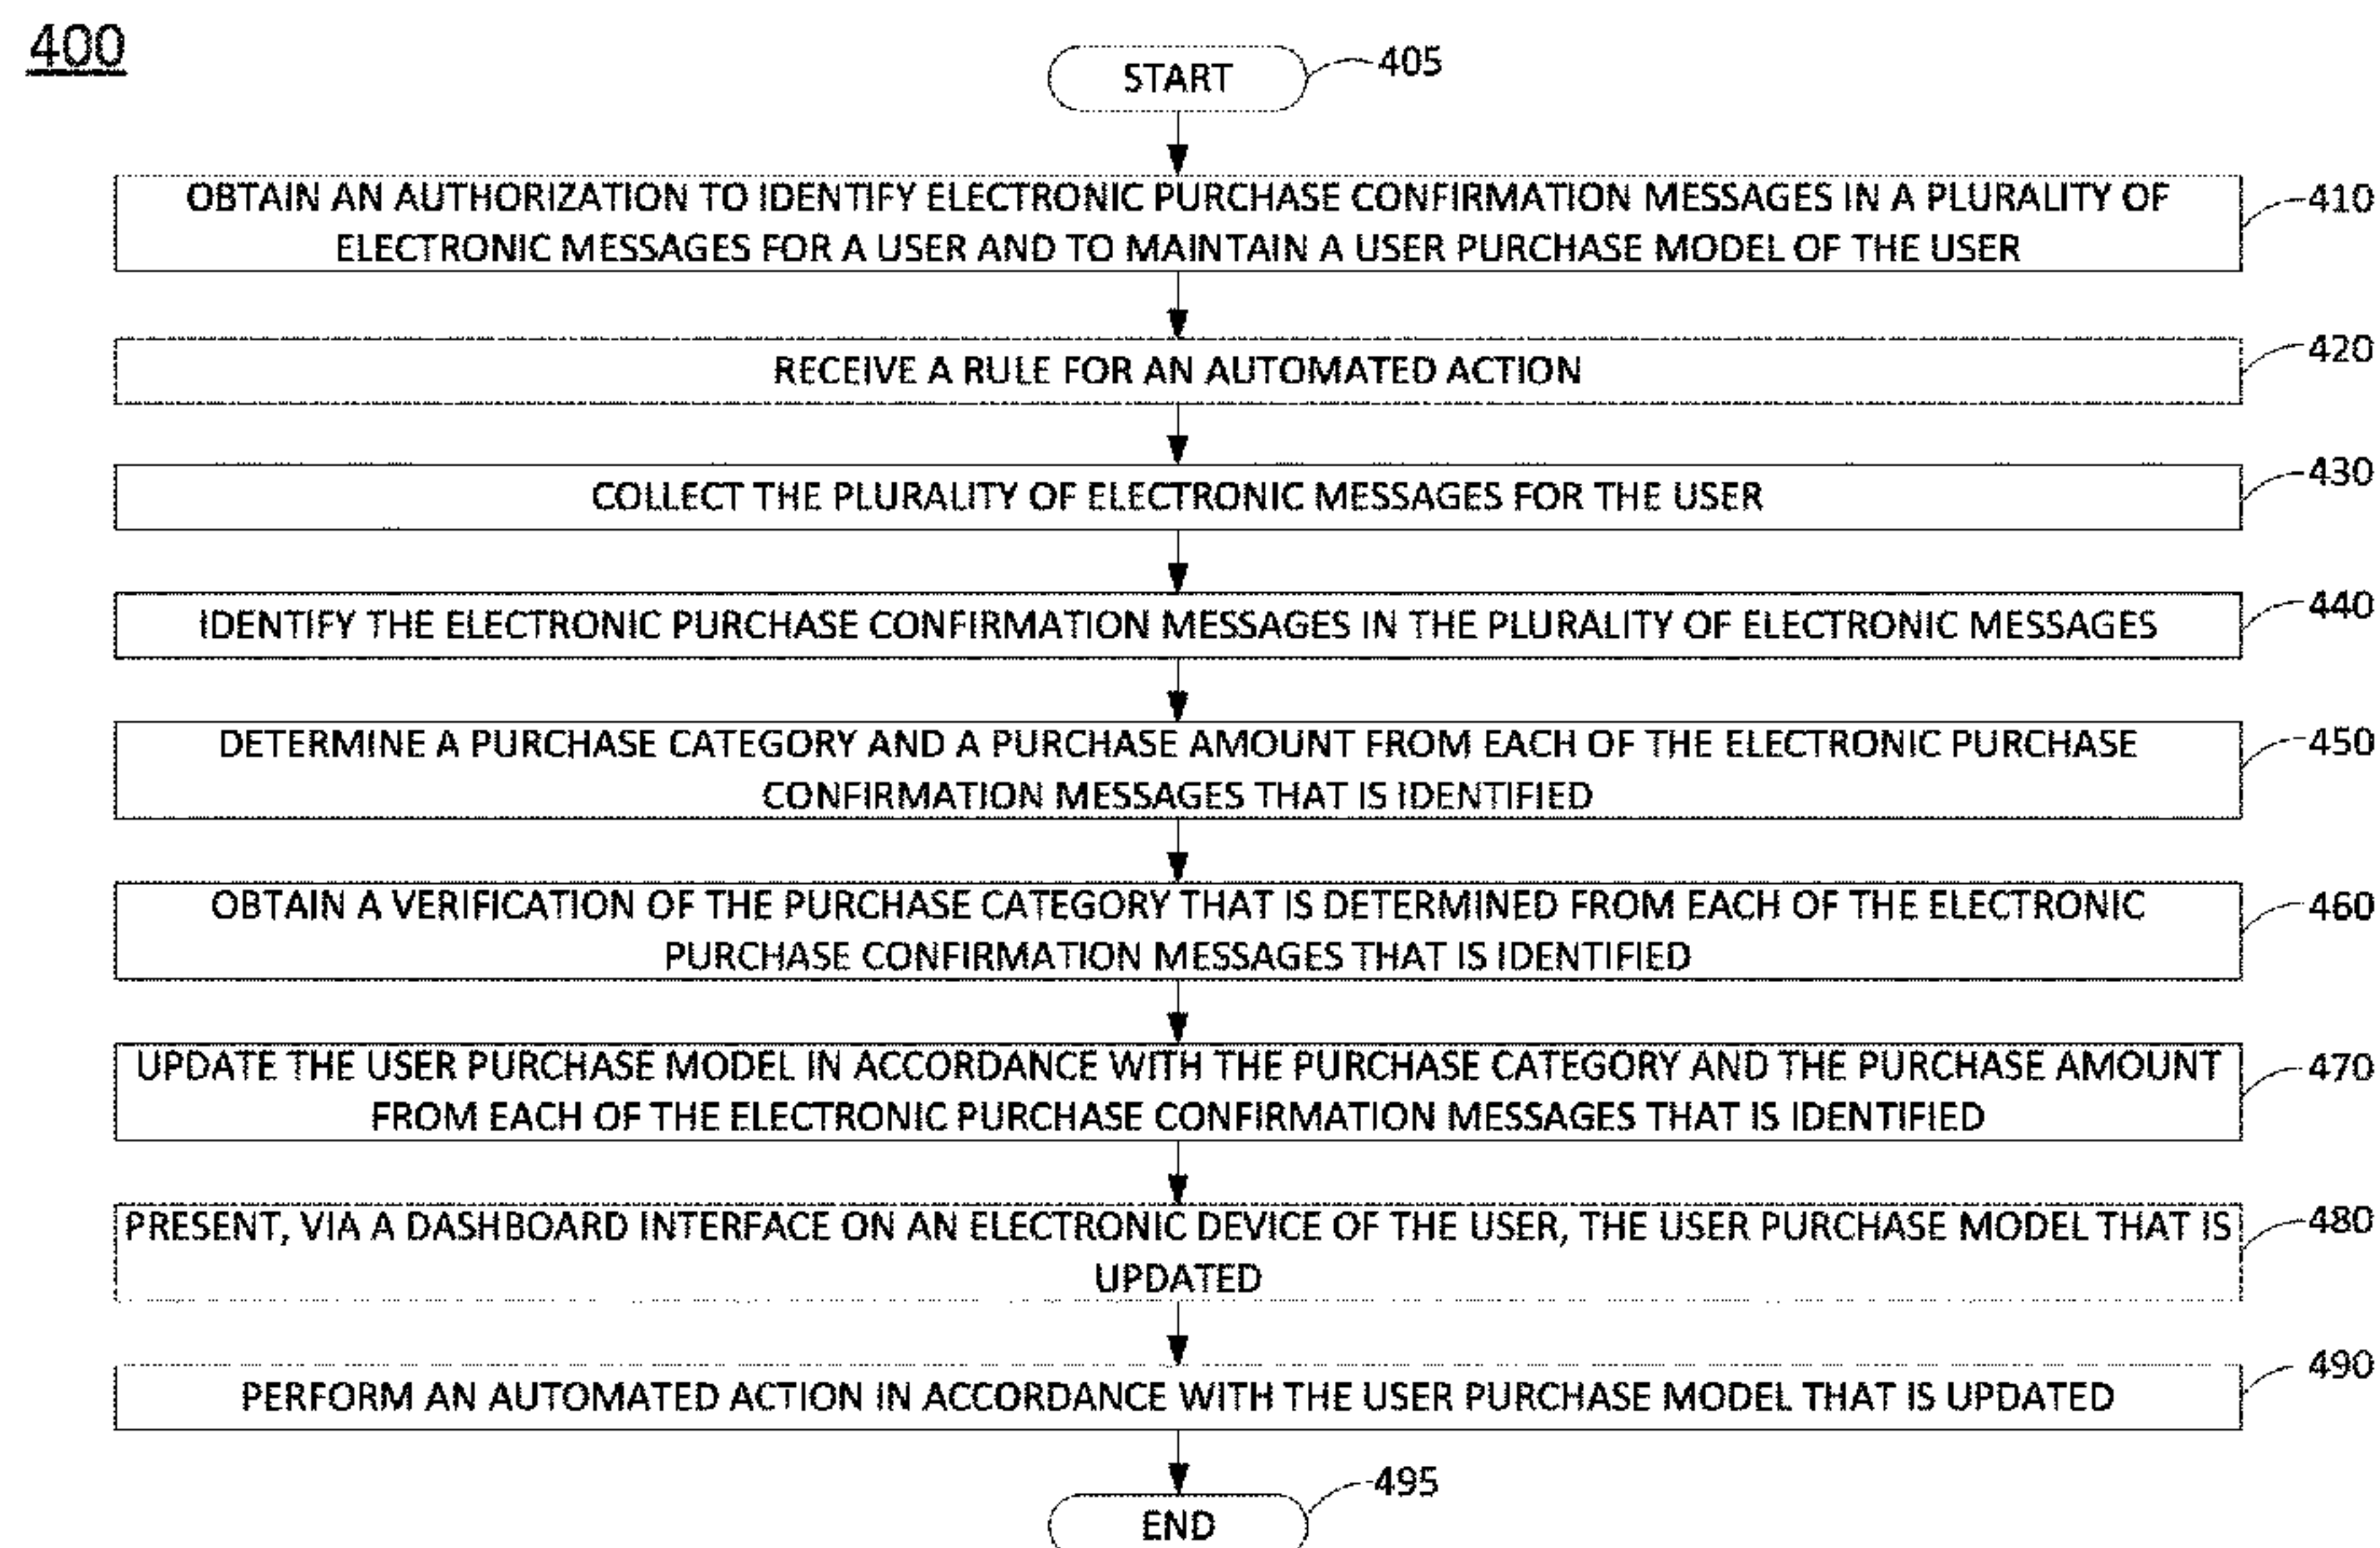 400
START
405
OBTAIN AN AUTHORIZATION TO IDENTIFY ELECTRONIC PURCHASE CONFIRMATION MESSAGES IN A PLURALITY OF
ELECTRONIC MESSAGES FOR A USER AND TO MAINTAIN A USER PURCHASE MODEL OF THE USER
410
RECEIVE A RULE FOR AN AUTOMATED ACTION
420
COLLECT THE PLURALITY OF ELECTRONIC MESSAGES FOR THE USER
430
IDENTIFY THE ELECTRONIC PURCHASE CONFIRMATION MESSAGES IN THE PLURALITY OF ELECTRONIC MESSAGES
440
DETERMINE A PURCHASE CATEGORY AND A PURCHASE AMOUNT FROM EACH OF THE ELECTRONIC PURCHASE
CONFIRMATION MESSAGES THAT IS IDENTIFIED
450
OBTAIN A VERIFICATION OF THE PURCHASE CATEGORY THAT IS DETERMINED FROM EACH OF THE ELECTRONIC
PURCHASE CONFIRMATION MESSAGES THAT IS IDENTIFIED
460
UPDATE THE USER PURCHASE MODEL IN ACCORDANCE WITH THE PURCHASE CATEGORY AND THE PURCHASE AMOUNT
FROM EACH OF THE ELECTRONIC PURCHASE CONFIRMATION MESSAGES THAT IS IDENTIFIED
470
PRESENT, VIA A DASHBOARD INTERFACE ON AN ELECTRONIC DEVICE OF THE USER, THE USER PURCHASE MODEL THAT IS
UPDATED
480
PERFORM AN AUTOMATED ACTION IN ACCORDANCE WITH THE USER PURCHASE MODEL THAT IS UPDATED
490
END
495